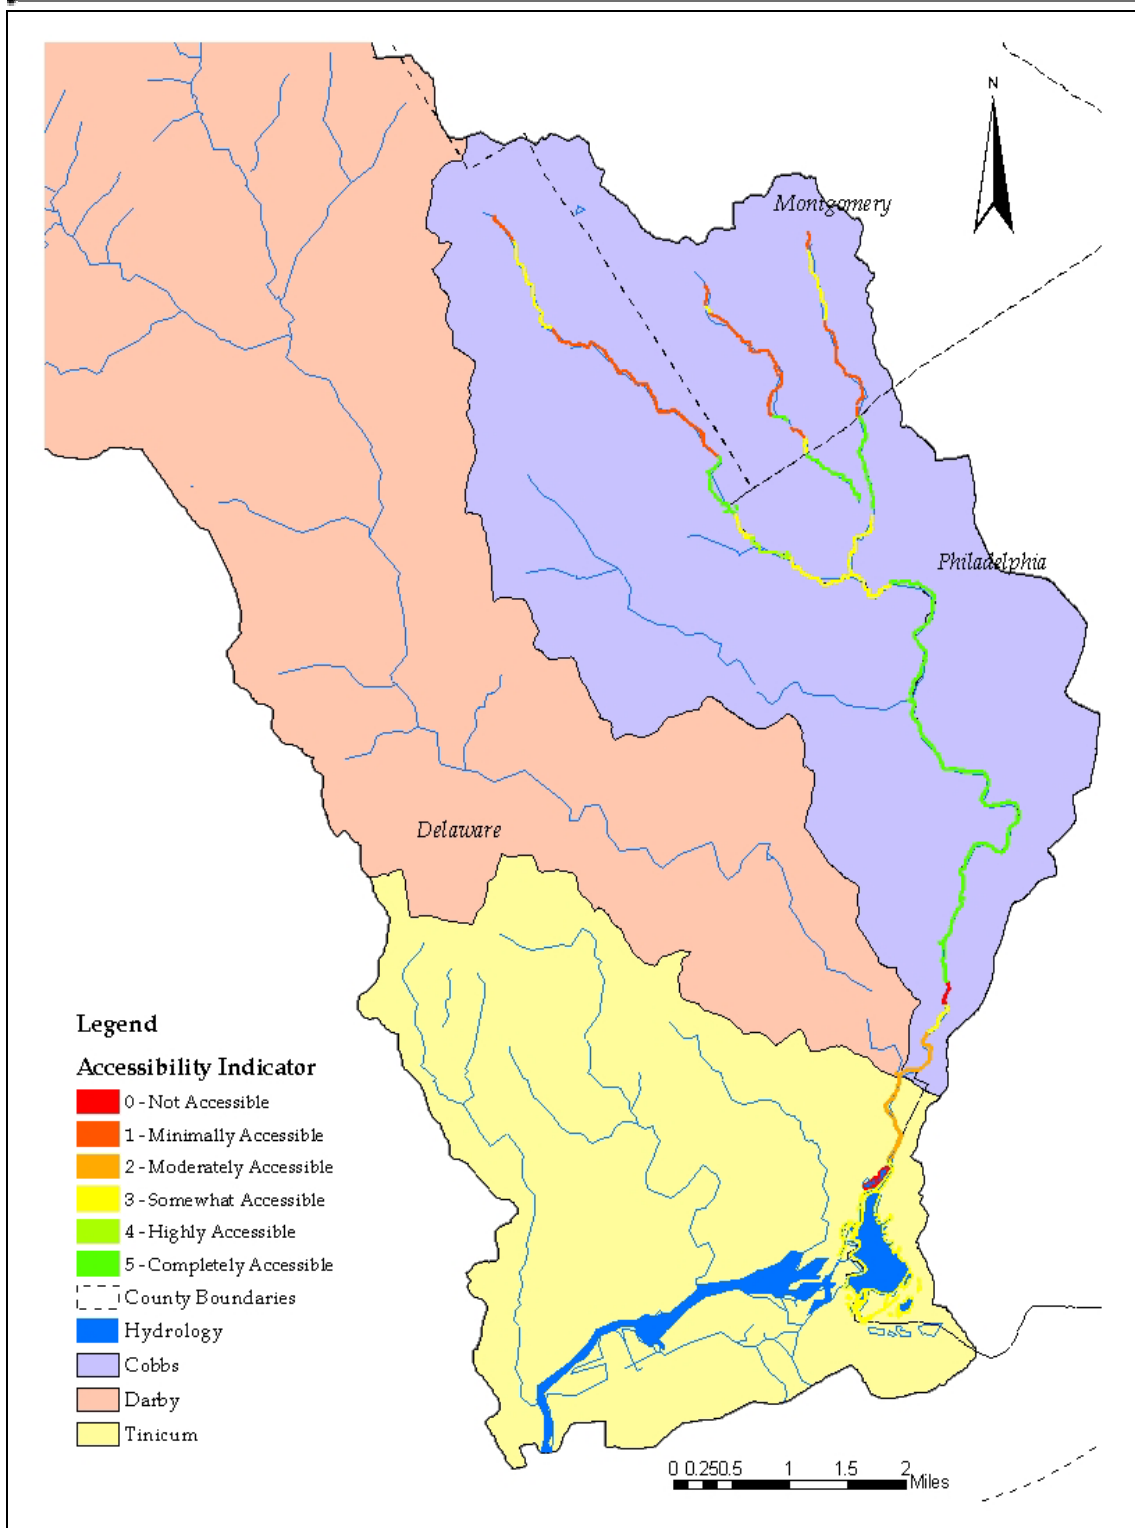 N
Montgomery
Philadelphia
Delaware
Legend
Accessibility Indicator
0 - Not Accessible
1 - Minimally Accessible
2 - Moderately Accessible
3 - Somewhat Accessible
4 - Highly Accessible
5 - Completely Accessible
County Boundaries
Hydrology
Cobbs
Darby
Tinicum
0 0.25 0.5 1 1.5 2
Miles